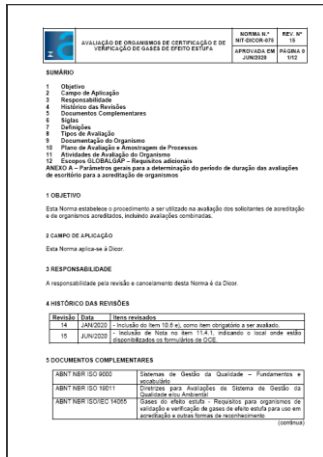 AVALIAÇÃO DE ORGANISMOS DE CERTIFICAÇÃO E DE
VERIFICAÇÃO DE GASES DE EFEITO ESTUFA
NORMA N.º
NIT-DICOR-075
REV. Nº
15
APROVADA EM
JUN/2020
PÁGINA
1/12
SUMÁRIO
1 Objetivo
2 Campo de Aplicação
3 Responsabilidade
4 Histórico das Revisões
5 Documentos Complementares
6 Siglas
7 Definições
8 Tipos de Avaliação
9 Documentação do Organismo
10 Plano de Avaliação e Amostragem de Processos
11 Atividades de Avaliação do Organismo
12 Escopos GLOBALGAP – Requisitos adicionais
ANEXO A – Parâmetros gerais para a determinação do período de duração das avaliações
de escritório para a acreditação de organismos
1 OBJETIVO
Esta Norma estabelece o procedimento a ser utilizado na avaliação dos solicitantes de acreditação
e de organismos acreditados, incluindo avaliações combinadas.
2 CAMPO DE APLICAÇÃO
Esta Norma aplica-se à Dicor.
3 RESPONSABILIDADE
A responsabilidade pela revisão e cancelamento desta Norma é da Dicor.
4 HISTÓRICO DAS REVISÕES
Revisão Data Itens revisados
14 JAN/2020 - Inclusão do item 10.6 e), como item obrigatório a ser avaliado.
15 JUN/2020 - Inclusão de Nota no item 11.4.1, indicando o local onde estão
disponibilizados os formulários de OCE.
5 DOCUMENTOS COMPLEMENTARES
ABNT NBR ISO 9000 Sistemas de Gestão da Qualidade – Fundamentos e
vocabulário
ABNT NBR ISO 19011 Diretrizes para Avaliações de Sistema de Gestão da
Qualidade e/ou Ambiental
ABNT NBR ISO/IEC 14065 Gases do efeito estufa - Requisitos para organismos de
validação e verificação de gases de efeito estufa para uso em
acreditação e outras formas de reconhecimento
(continua)